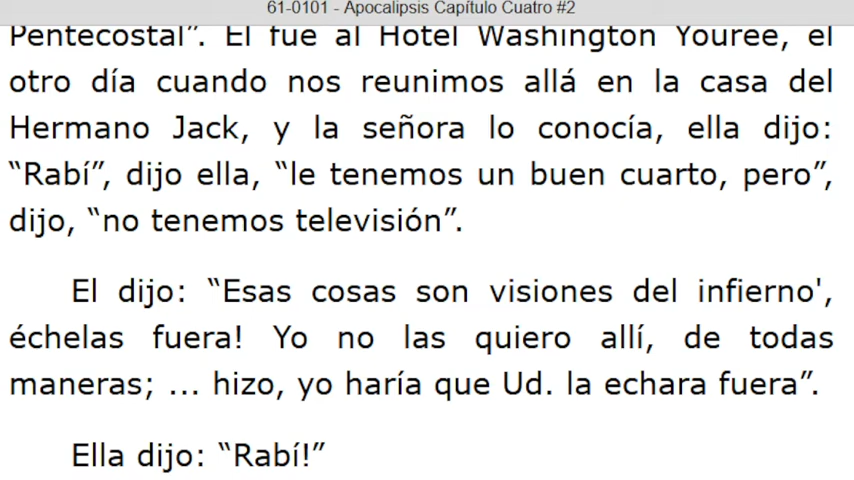 61-0101 - Apocalipsis Capítulo Cuatro #2
Pentecostal”. El fue al Hotel Washington Youree, el
otro día cuando nos reunimos allá en la casa del
Hermano Jack, y la señora lo conocía, ella dijo:
“Rabí”, dijo ella, “le tenemos un buen cuarto, pero”,
dijo, “no tenemos televisión”.
El dijo: “Esas cosas son visiones del infierno',
échelas fuera! Yo no las quiero allí, de todas
maneras; ... hizo, yo haría que Ud. la echara fuera”.
Ella dijo: “Rabí!”